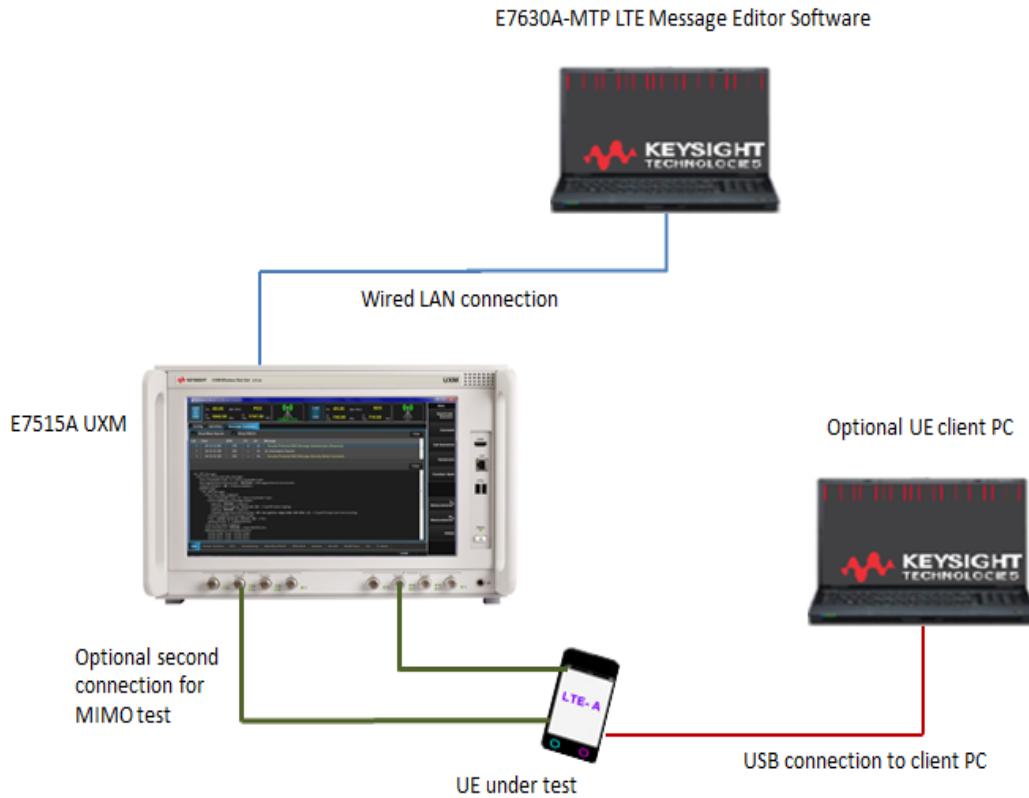 E7630A-MTP LTE Message Editor Software
KEYSIGHT
TECHNOLOGIES
Wired LAN connection
E7515A UXM
KEYSIGHT
UXM
Optional UE client PC
KEYSIGHT
TECHNOLOGIES
Optional second
connection for
MIMO test
LTE-A
USB connection to client PC
UE under test